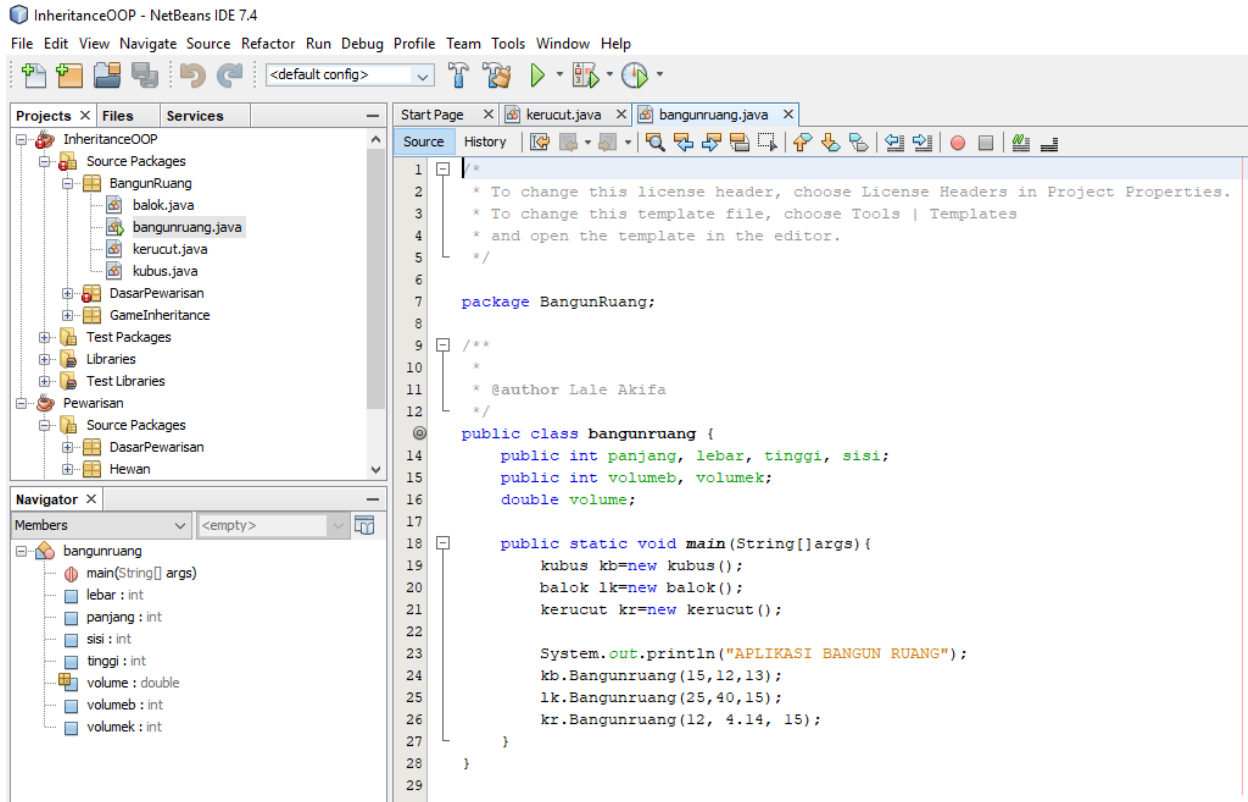 InheritanceOOP - NetBeans IDE 7.4
File Edit View Navigate Source Refactor Run Debug Profile Team Tools Window Help
<default config>
Projects Files Services
InheritanceOOP
Source Packages
BangunRuang
balok.java
bangunruang.java
kerucut.java
kubus.java
DasarPewarisan
GameInheritance
Test Packages
Libraries
Test Libraries
Pewarisan
Source Packages
DasarPewarisan
Hewan
Navigator
Members <empty>
bangunruang
main(String[] args)
lebar : int
panjang : int
sisi : int
tinggi : int
volume : double
volumeb : int
volumek : int
Start Page kerucut.java bangunruang.java
Source History
1 /*
2 * To change this license header, choose License Headers in Project Properties.
3 * To change this template file, choose Tools | Templates
4 * and open the template in the editor.
5 */
6
7 package BangunRuang;
8
9 /**
10 *
11 * @author Lale Akifa
12 */
public class bangunruang {
14 public int panjang, lebar, tinggi, sisi;
15 public int volumeb, volumek;
16 double volume;
17
18 public static void main(String[]args){
19 kubus kb=new kubus();
20 balok lk=new balok();
21 kerucut kr=new kerucut();
22
23 System.out.println("APLIKASI BANGUN RUANG");
24 kb.Bangunruang(15,12,13);
25 lk.Bangunruang(25,40,15);
26 kr.Bangunruang(12, 4.14, 15);
27 }
28 }
29